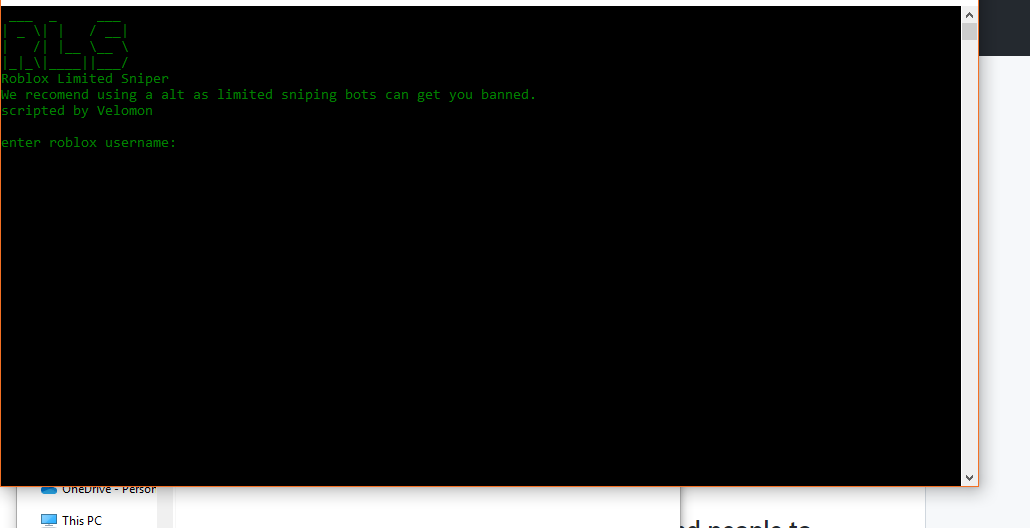 RLS
Roblox Limited Sniper
We recomend using a alt as limited sniping bots can get you banned.
scripted by Velomon
enter roblox username:
OneDrive - Person
This PC
people to